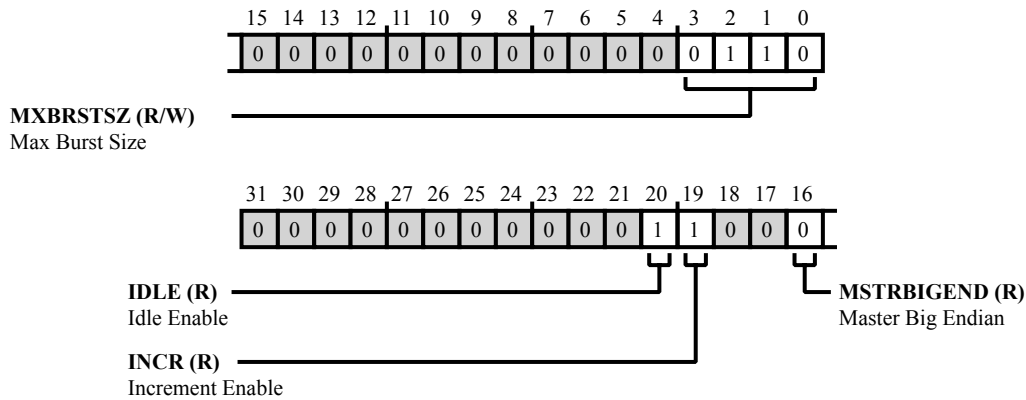 15 14 13 12 11 10 9 8 7 6 5 4 3 2 1 0
0 0 0 0 0 0 0 0 0 0 0 0 0 1 1 0
MXBRSTSZ (R/W)
Max Burst Size
31 30 29 28 27 26 25 24 23 22 21 20 19 18 17 16
0 0 0 0 0 0 0 0 0 0 0 1 1 0 0 0
IDLE (R)
Idle Enable
MSTRBIGEND (R)
Master Big Endian
INCR (R)
Increment Enable